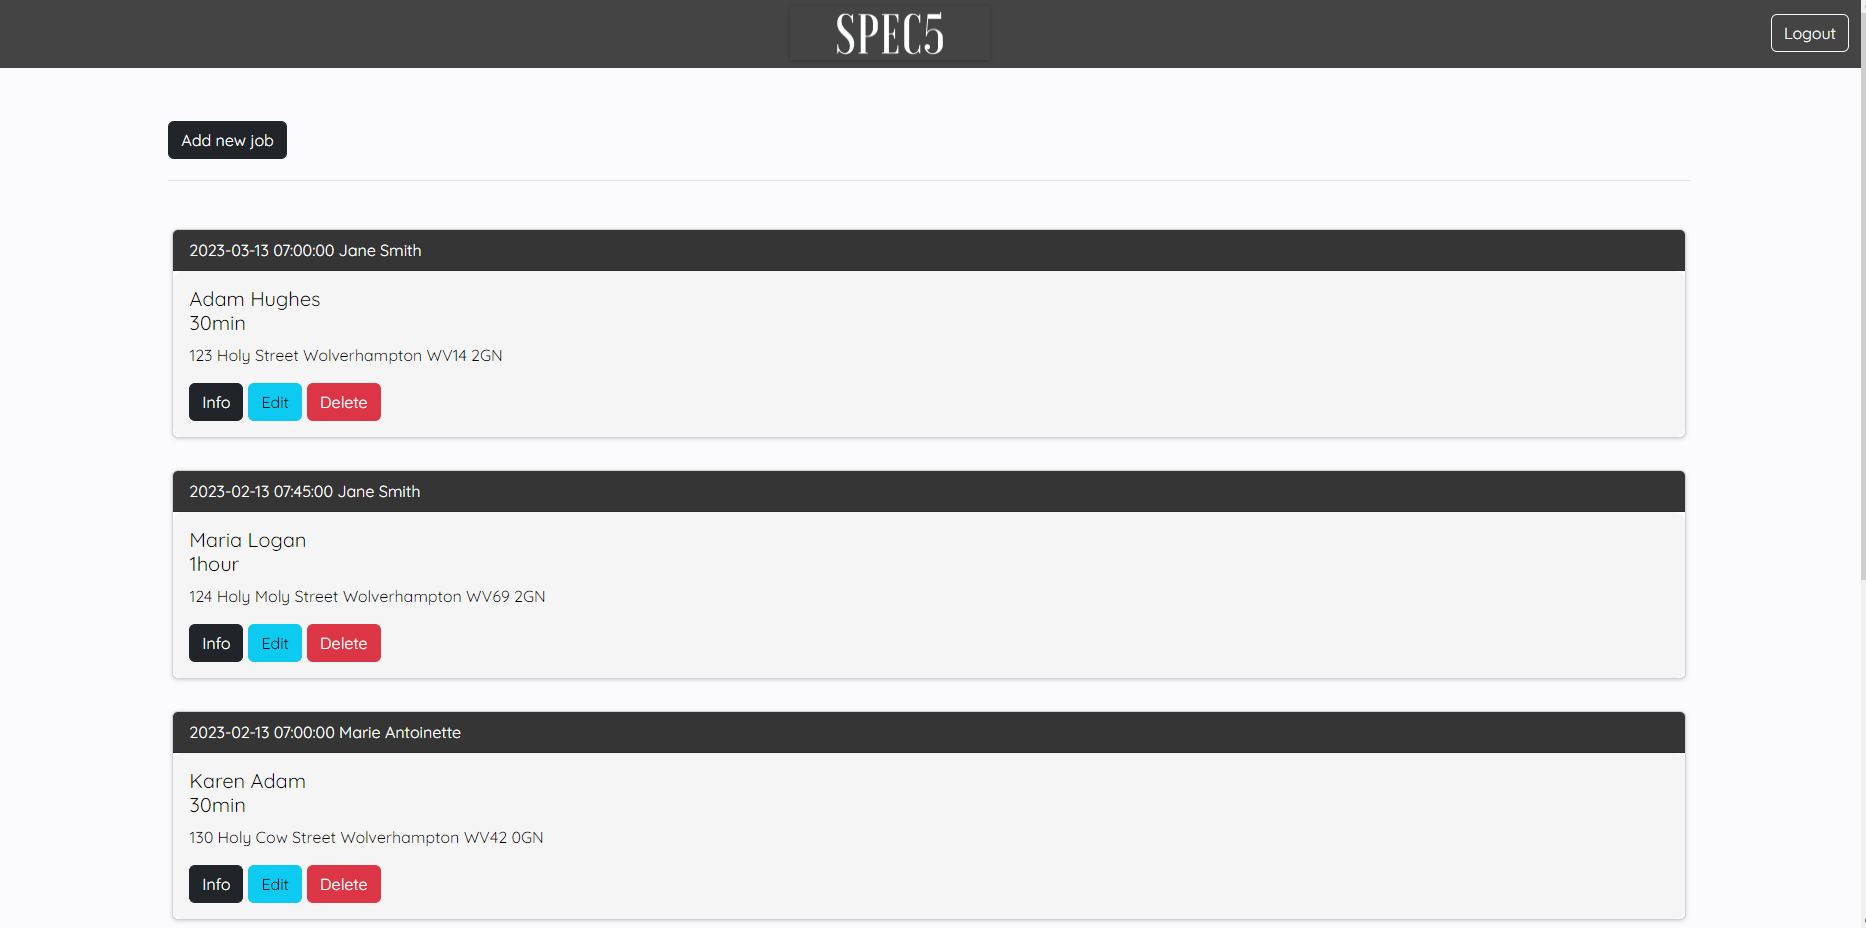 SPEC5
Logout
Add new job
2023-03-13 07:00:00 Jane Smith
Adam Hughes
30min
123 Holy Street Wolverhampton WV14 2GN
Info Edit Delete
2023-02-13 07:45:00 Jane Smith
Maria Logan
1hour
124 Holy Moly Street Wolverhampton WV69 2GN
Info Edit Delete
2023-02-13 07:00:00 Marie Antoinette
Karen Adam
30min
130 Holy Cow Street Wolverhampton WV42 0GN
Info Edit Delete